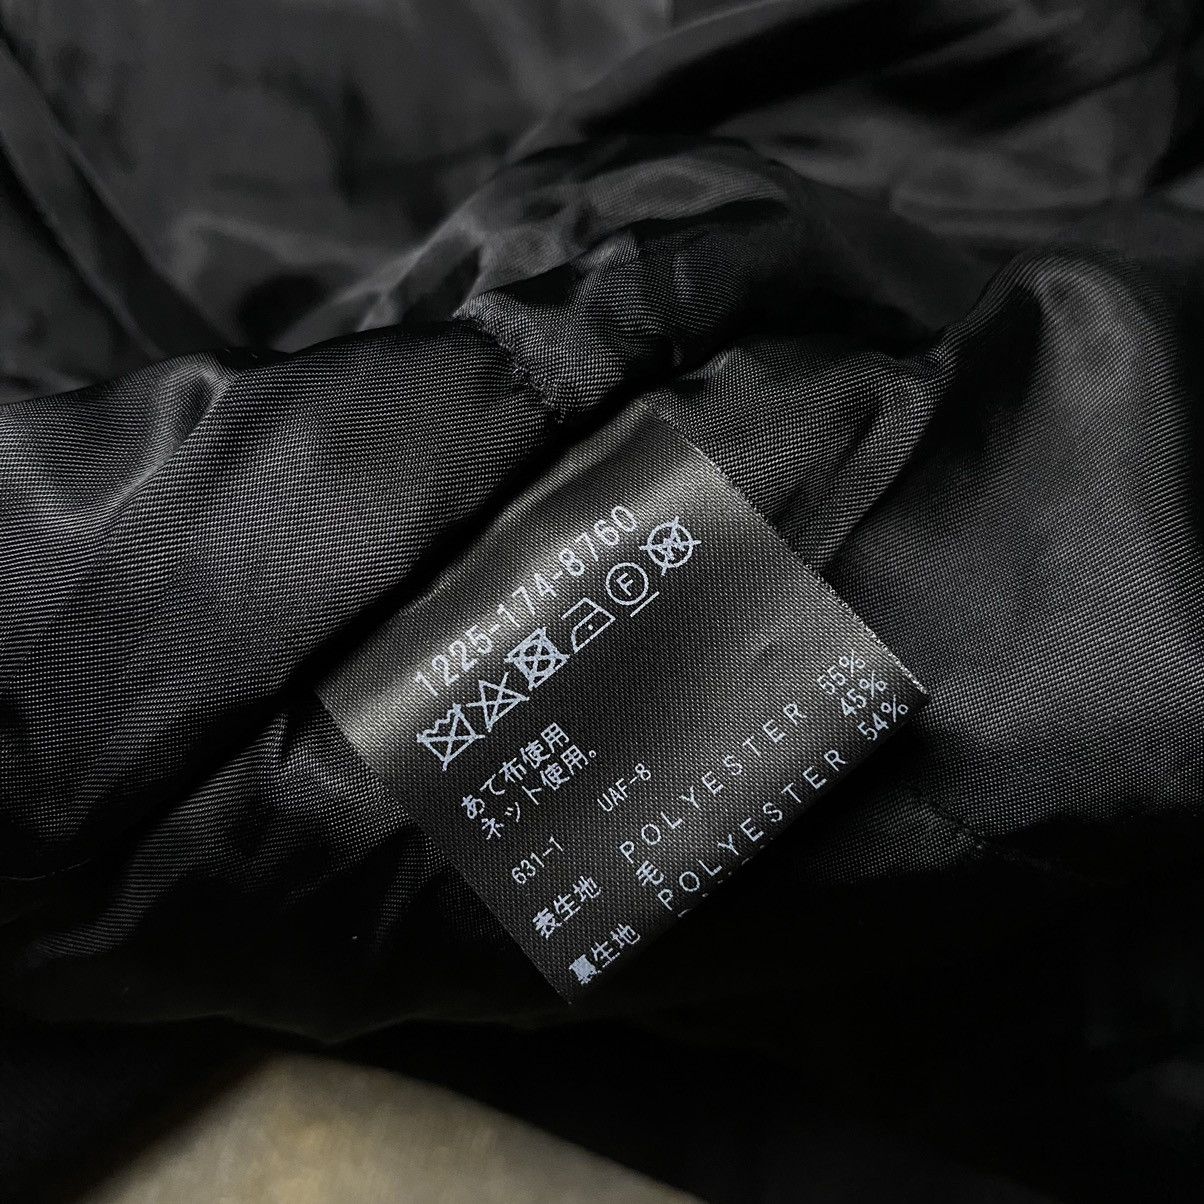 1225-174-8760
F
W
あて布使用
ネット使用。
631-1 UAF-8
表生地 POLYESTER 55%
毛 45%
裏生地 POLYESTER 54%